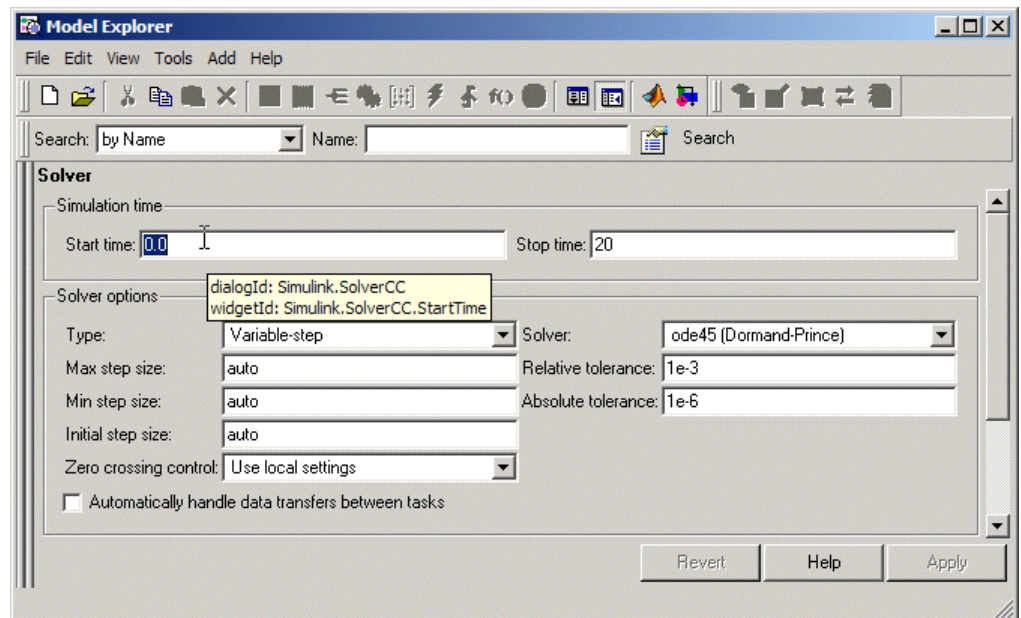 Model Explorer
File Edit View Tools Add Help
Search: by Name Name: Search
Solver
Simulation time
Start time: 0.0 Stop time: 20
dialogId: Simulink.SolverCC
widgetId: Simulink.SolverCC.StartTime
Solver options
Type: Variable-step Solver: ode45 (Dormand-Prince)
Max step size: auto Relative tolerance: 1e-3
Min step size: auto Absolute tolerance: 1e-6
Initial step size: auto
Zero crossing control: Use local settings
Automatically handle data transfers between tasks
Revert Help Apply